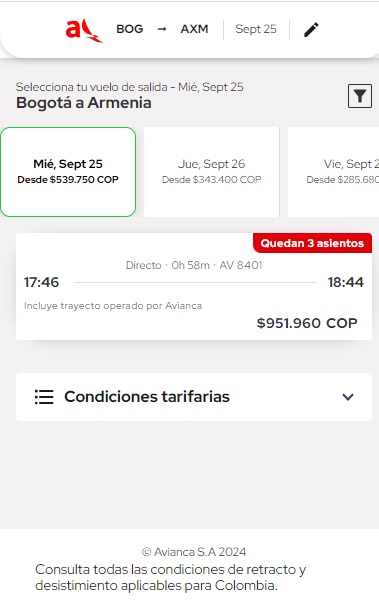 BOG → AXM Sept 25
Selecciona tu vuelo de salida - Mié, Sept 25
Bogotá a Armenia
Mié, Sept 25 Jue, Sept 26 Vie, Sept 2
Desde $539.750 COP Desde $343.400 COP Desde $285.680
Quedan 3 asientos
Directo · 0h 58m · AV 8401
17:46 18:44
Incluye trayecto operado por Avianca
$951.960 COP
Condiciones tarifarias
© Avianca S.A 2024
Consulta todas las condiciones de retracto y
desistimiento aplicables para Colombia.